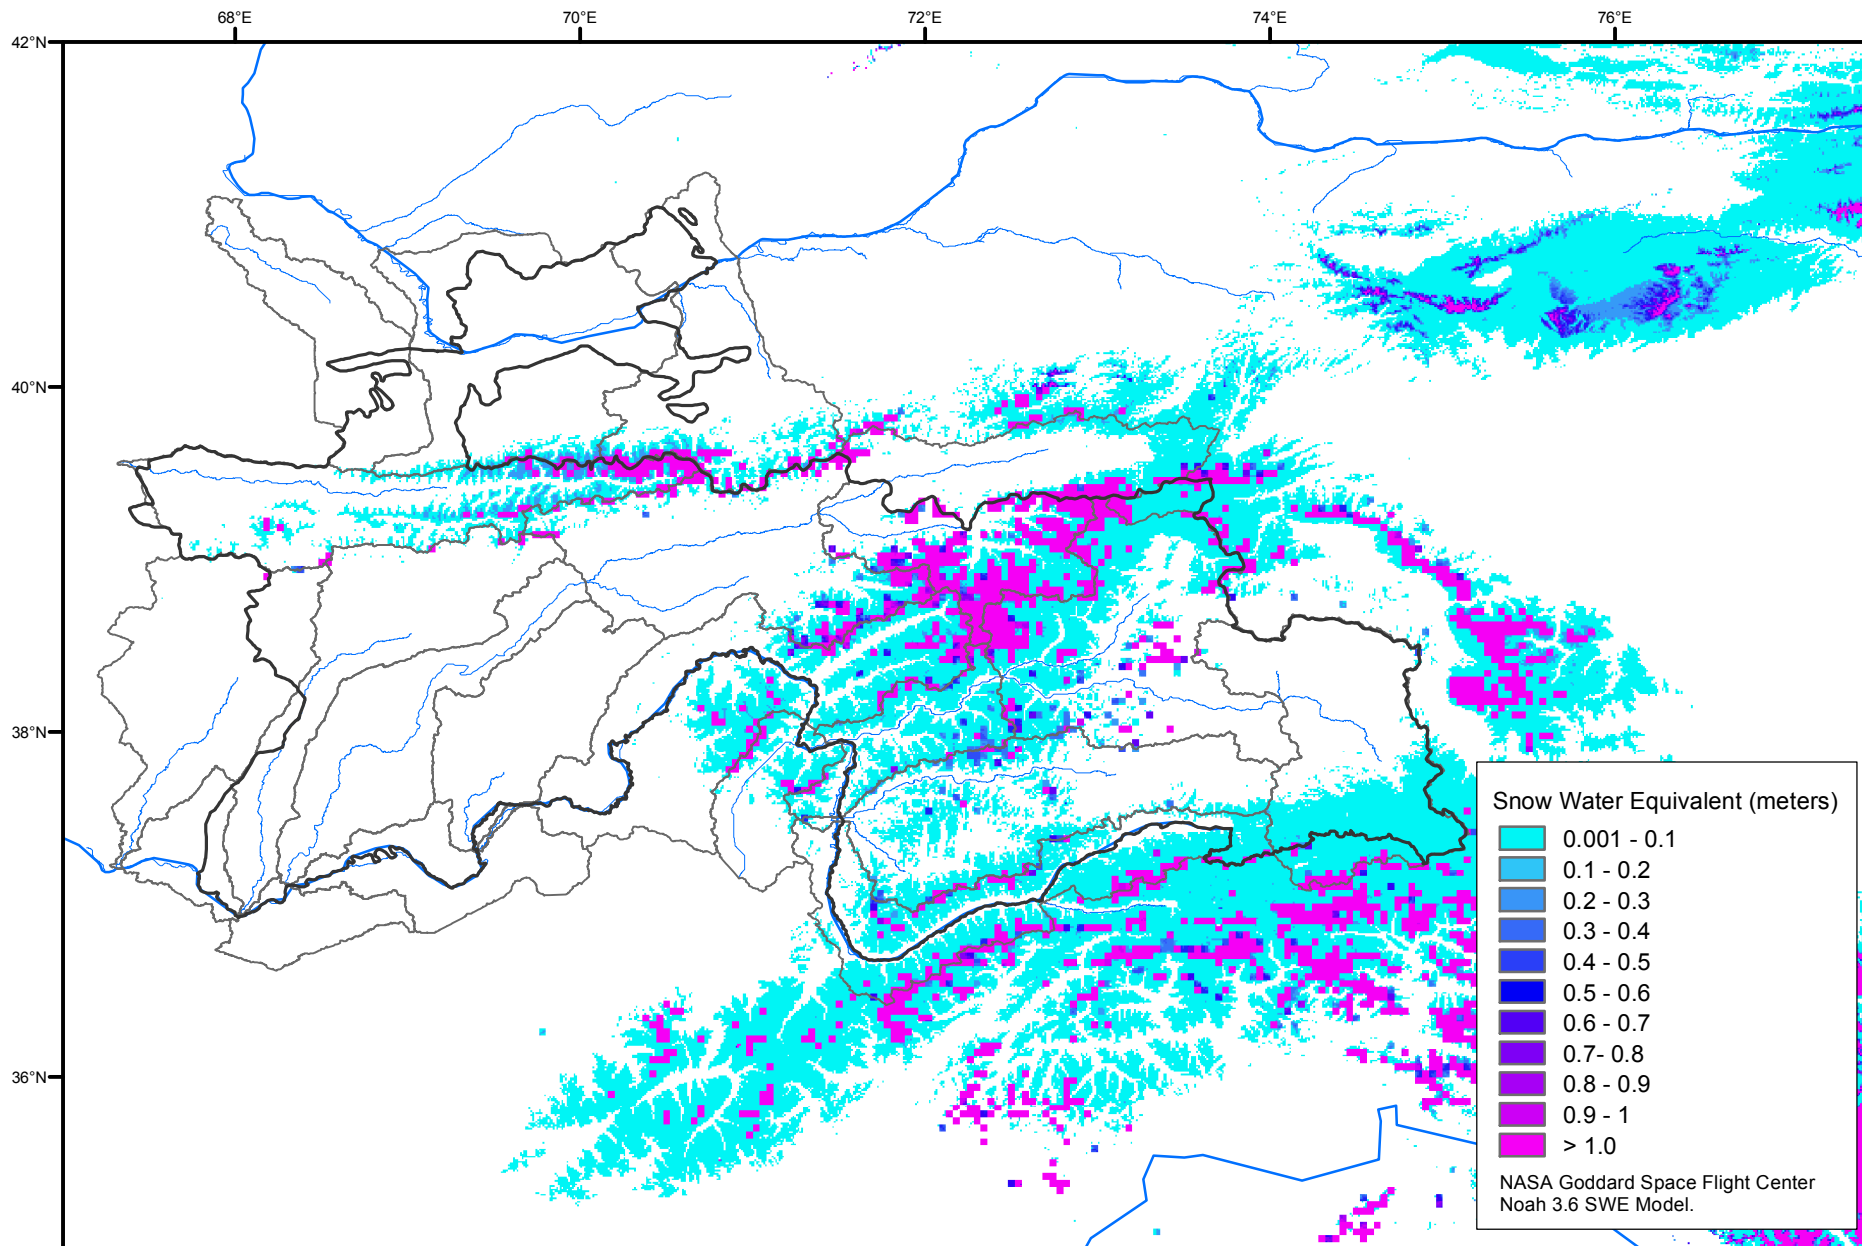 68°E
70°E
72°E
74°E
76°E
42°N
40°N
38°N
36°N
Snow Water Equivalent (meters)
0.001 - 0.1
0.1 - 0.2
0.2 - 0.3
0.3 - 0.4
0.4 - 0.5
0.5 - 0.6
0.6 - 0.7
0.7- 0.8
0.8 - 0.9
0.9 - 1
> 1.0
NASA Goddard Space Flight Center
Noah 3.6 SWE Model.